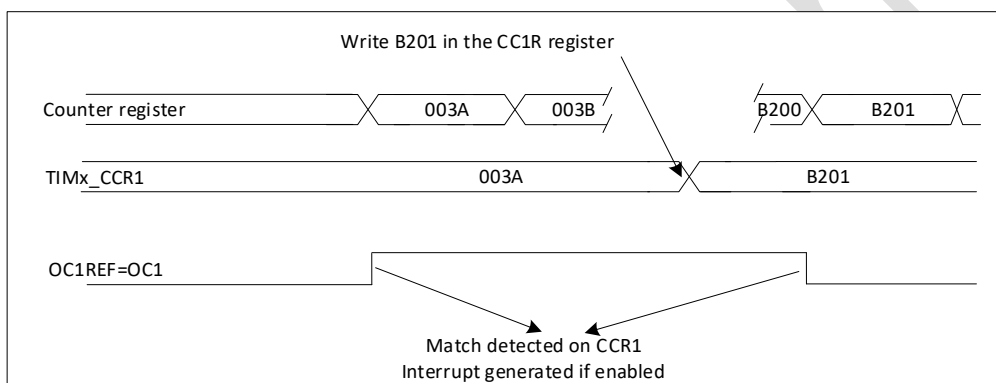 Write B201 in the CC1R register
Counter register 003A 003B B200 B201
TIMx_CCR1 003A B201
OC1REF=OC1
Match detected on CCR1
Interrupt generated if enabled